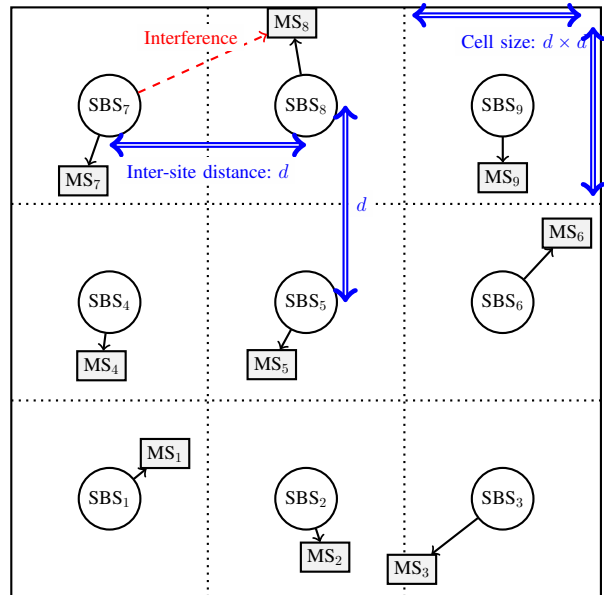 MS₈
Interference
Cell size: d × d
SBS₇
SBS₈
SBS₉
Inter-site distance: d
MS₇
MS₉
d
MS₆
SBS₄
SBS₅
SBS₆
MS₄
MS₅
MS₁
SBS₁
SBS₂
SBS₃
MS₂
MS₃